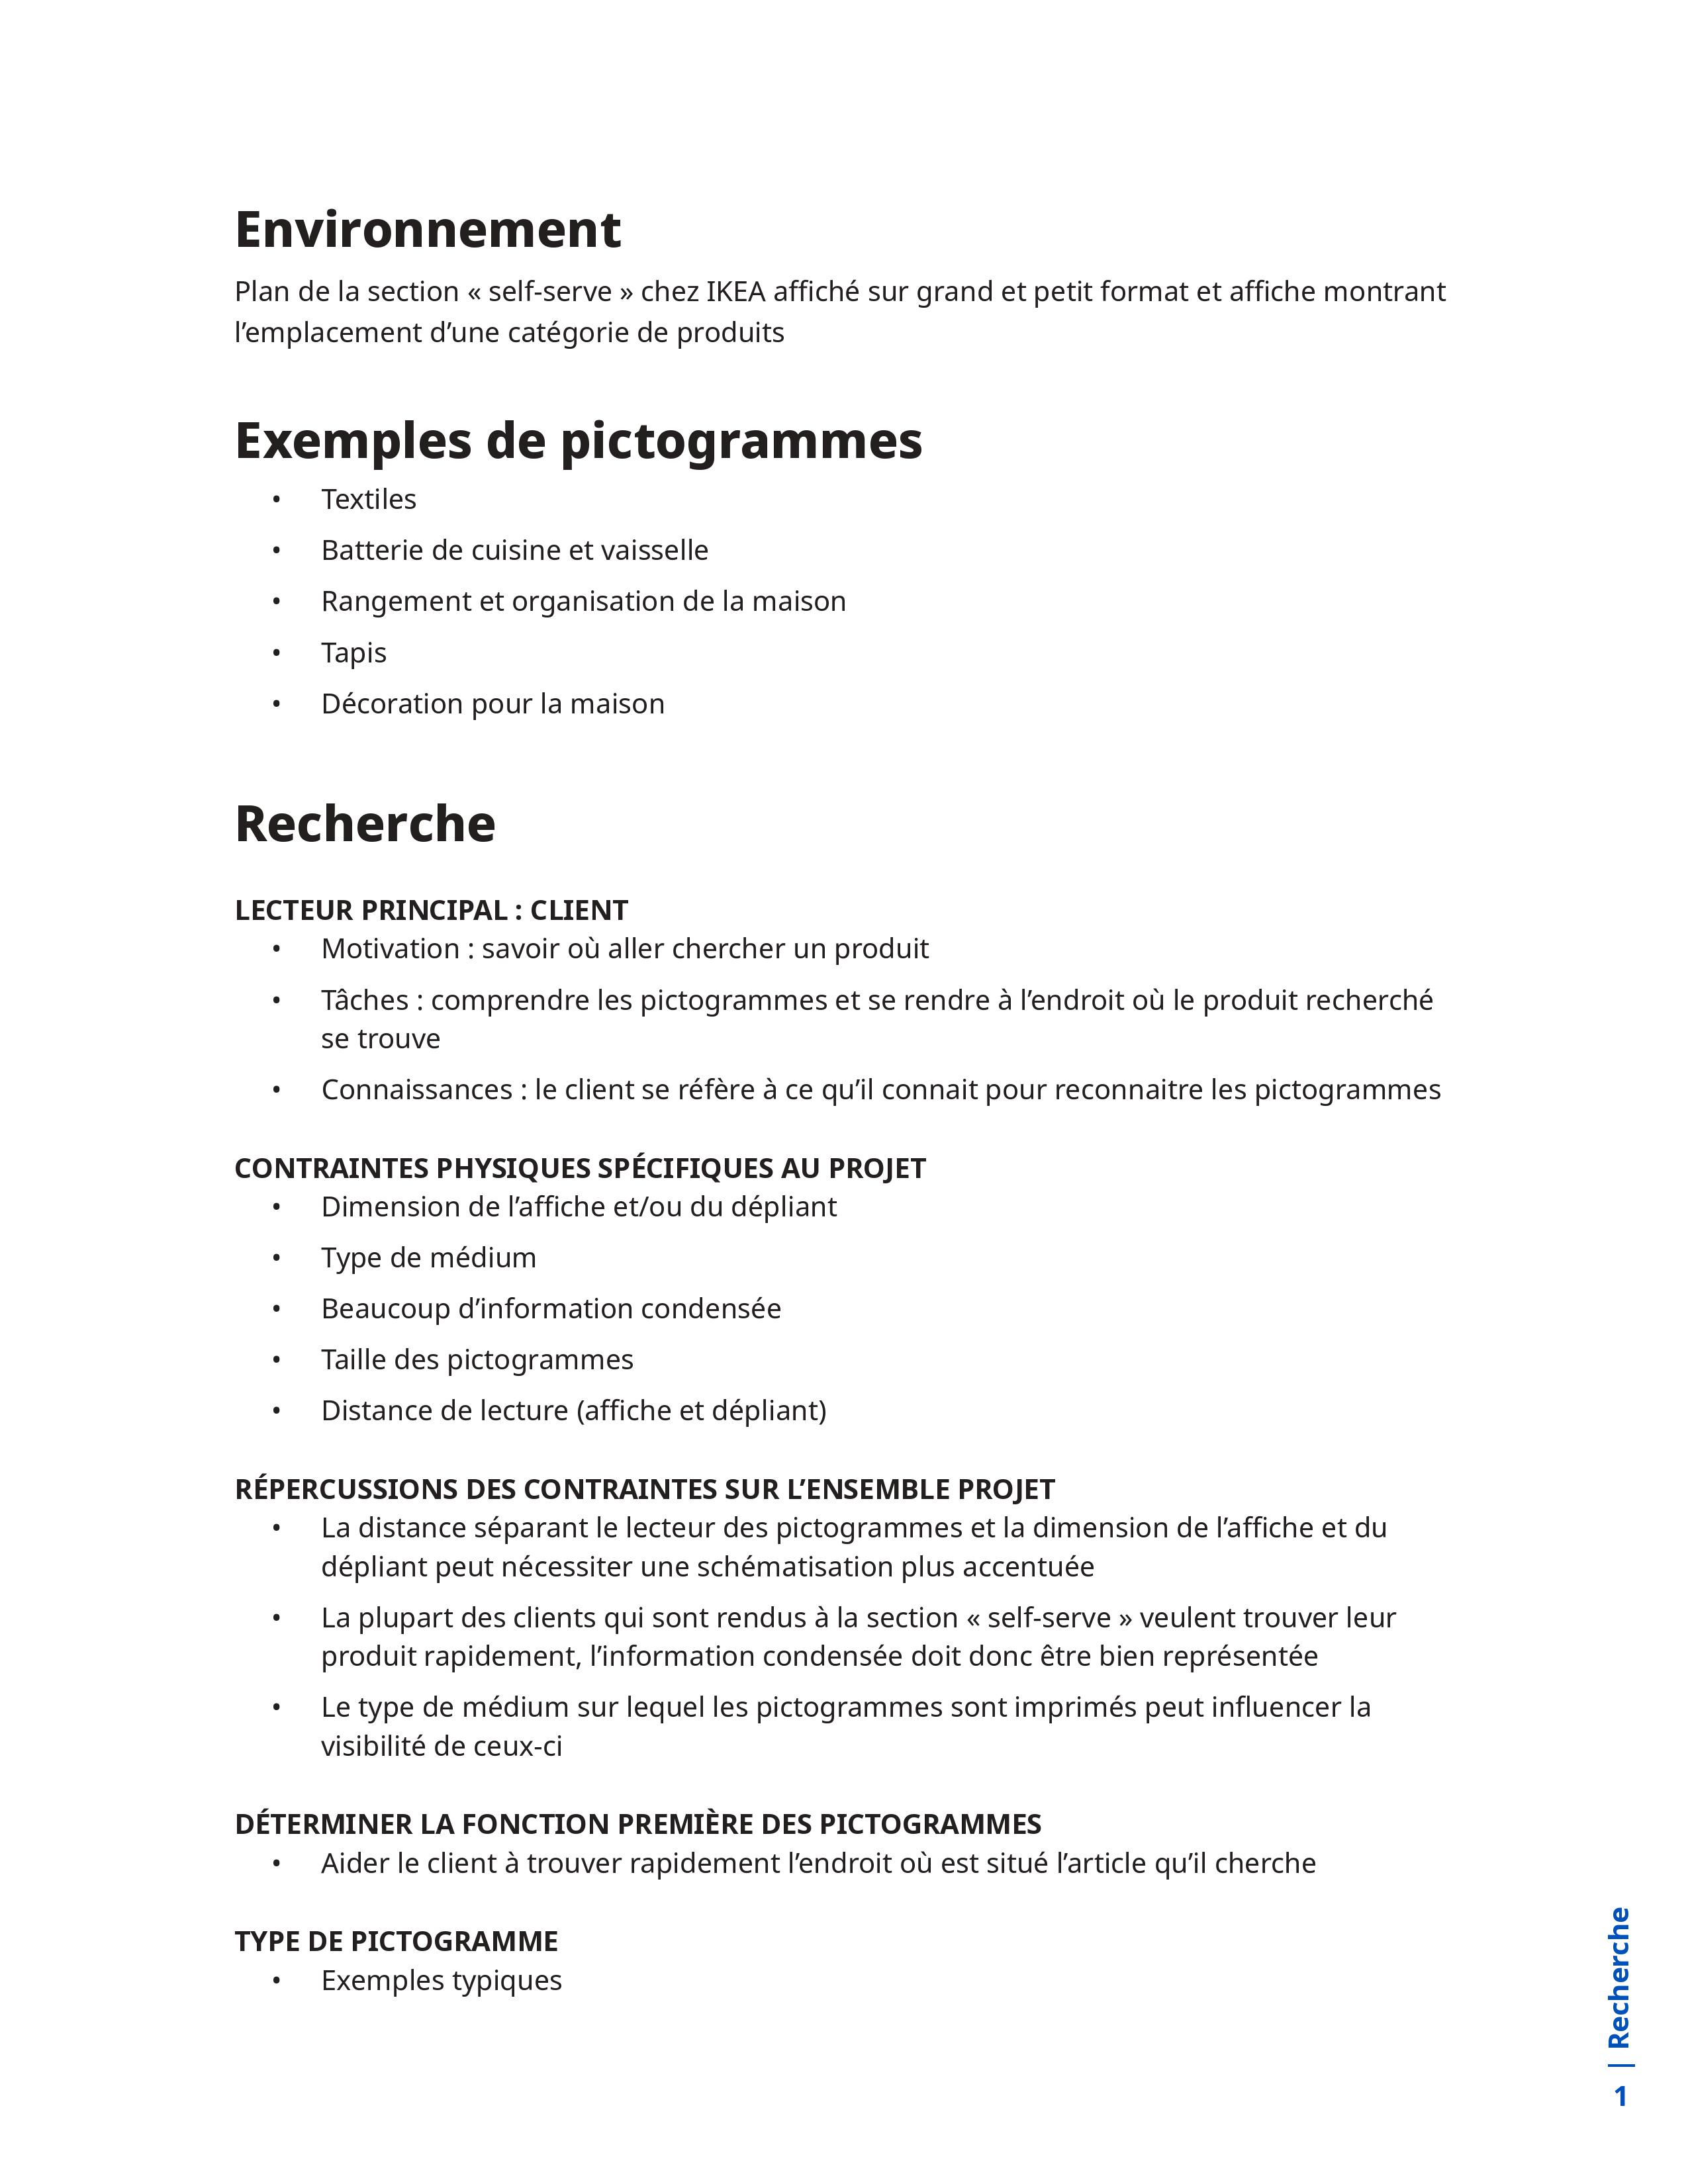 Environnement
Plan de la section « self-serve » chez IKEA affiché sur grand et petit format et affiche montrant
l’emplacement d’une catégorie de produits
Exemples de pictogrammes
• Textiles
• Batterie de cuisine et vaisselle
• Rangement et organisation de la maison
• Tapis
• Décoration pour la maison
Recherche
LECTEUR PRINCIPAL : CLIENT
• Motivation : savoir où aller chercher un produit
• Tâches : comprendre les pictogrammes et se rendre à l’endroit où le produit recherché
se trouve
• Connaissances : le client se réfère à ce qu’il connait pour reconnaitre les pictogrammes
CONTRAINTES PHYSIQUES SPÉCIFIQUES AU PROJET
• Dimension de l’affiche et/ou du dépliant
• Type de médium
• Beaucoup d’information condensée
• Taille des pictogrammes
• Distance de lecture (affiche et dépliant)
RÉPERCUSSIONS DES CONTRAINTES SUR L’ENSEMBLE PROJET
• La distance séparant le lecteur des pictogrammes et la dimension de l’affiche et du
dépliant peut nécessiter une schématisation plus accentuée
• La plupart des clients qui sont rendus à la section « self-serve » veulent trouver leur
produit rapidement, l’information condensée doit donc être bien représentée
• Le type de médium sur lequel les pictogrammes sont imprimés peut influencer la
visibilité de ceux-ci
DÉTERMINER LA FONCTION PREMIÈRE DES PICTOGRAMMES
• Aider le client à trouver rapidement l’endroit où est situé l’article qu’il cherche
TYPE DE PICTOGRAMME
• Exemples typiques
1 | Recherche